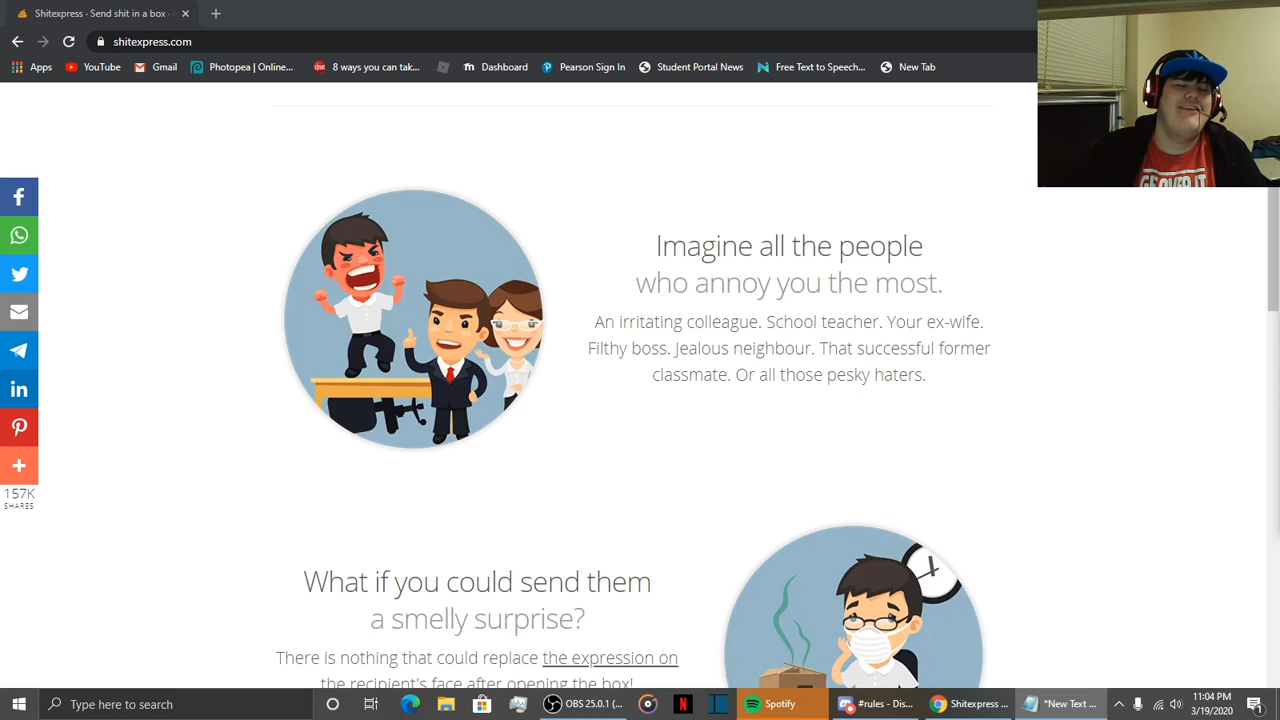 Shitexpress - Send shit in a box -
shitexpress.com
Apps YouTube Gmail Photopea | Online... 8 ways you can tak... Dashboard Pearson Sign In Student Portal News Free Text to Speech... New Tab
GE OVER IT
Imagine all the people
who annoy you the most.
An irritating colleague. School teacher. Your ex-wife.
Filthy boss. Jealous neighbour. That successful former
classmate. Or all those pesky haters.
157K
SHARES
What if you could send them
a smelly surprise?
There is nothing that could replace the expression on
the recipient's face after opening the box!
Type here to search
OBS 25.0.1 (... Spotify #rules - Dis... Shitexpress ... *New Text ...
11:04 PM
3/19/2020
1